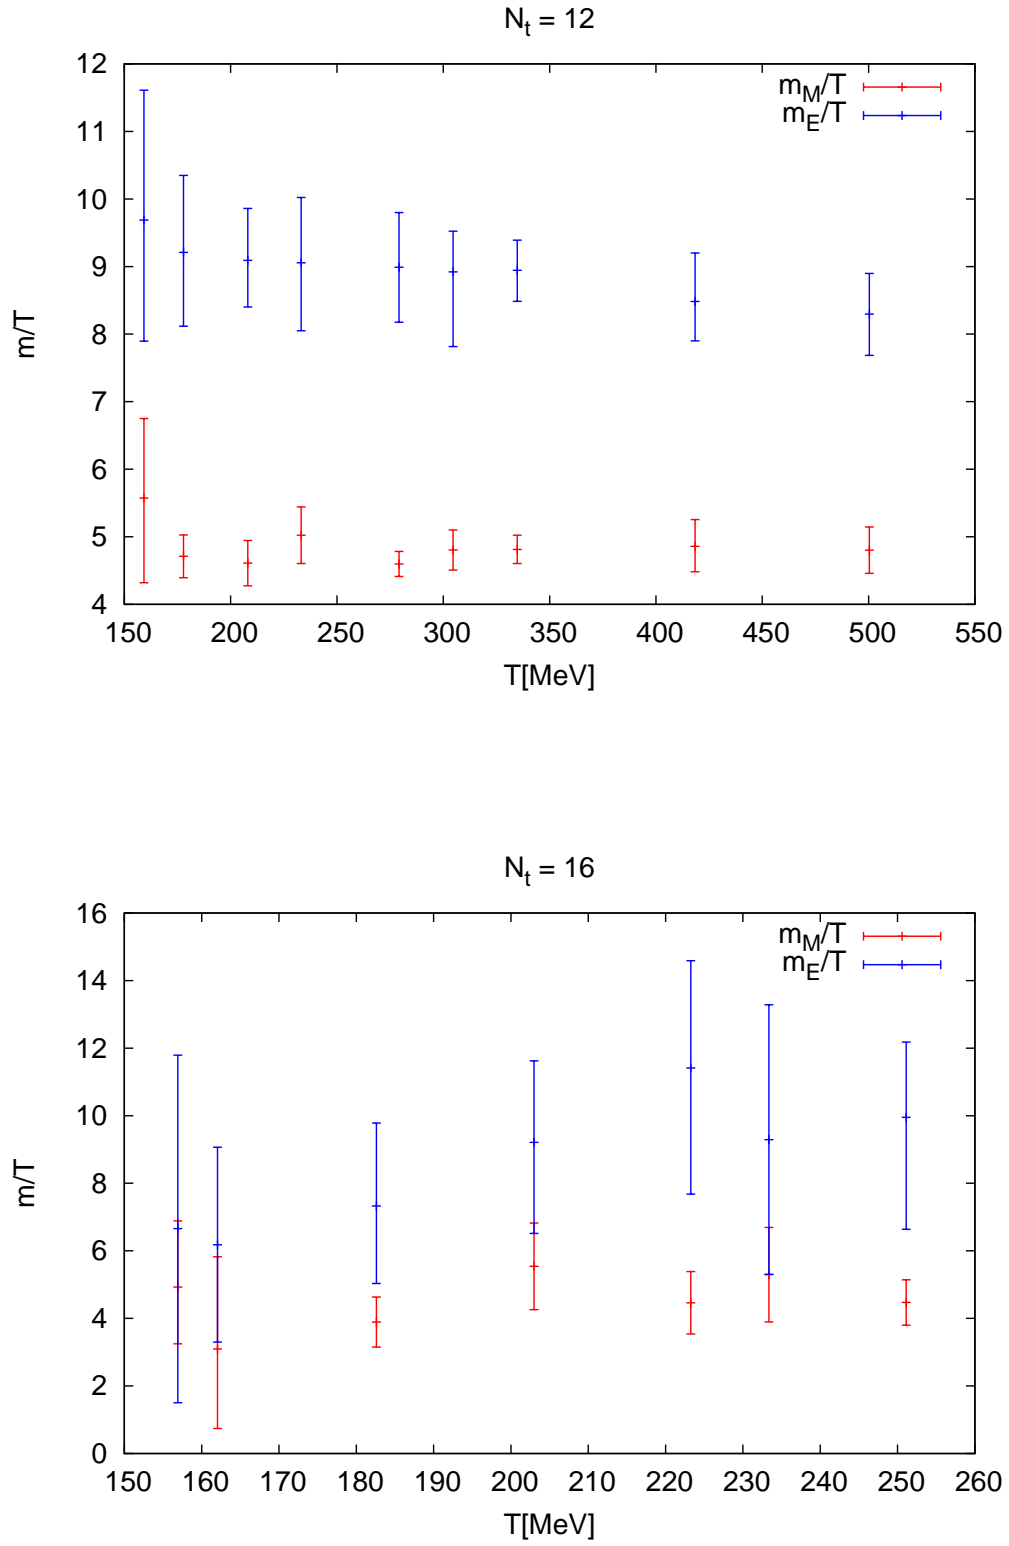 N_t = 12
12
11
10
9
8
7
6
5
4
m/T
m_M/T
m_E/T
150 200 250 300 350 400 450 500 550
T[MeV]
N_t = 16
16
14
12
10
8
6
4
2
0
m/T
m_M/T
m_E/T
150 160 170 180 190 200 210 220 230 240 250 260
T[MeV]